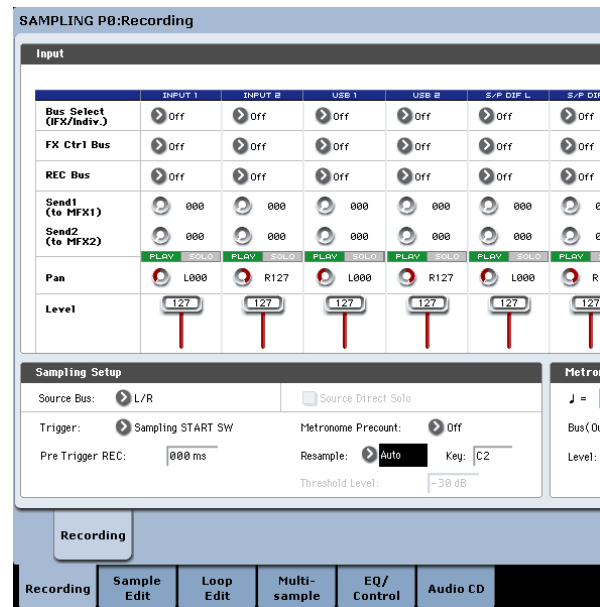 SAMPLING P0:Recording
Input
INPUT 1 INPUT 2 USB 1 USB 2 S/P DIF L S/P DIF
Bus Select
(IFX/Indiv.) Off Off Off Off Off Off
FX Ctrl Bus Off Off Off Off Off Off
REC Bus Off Off Off Off Off Off
Send1
(to MFX1) 000 000 000 000 000
Send2
(to MFX2) 000 000 000 000 000
PLAY SOLO PLAY SOLO PLAY SOLO PLAY SOLO PLAY SOLO PLAY
Pan L000 R127 L000 R127 L000 R
Level 127 127 127 127 127 127
Sampling Setup Metro
Source Bus: L/R Source Direct Solo ♩ =
Trigger: Sampling START SW Metronome Precount: Off Bus(Ou
Pre Trigger REC: 000 ms Resample: Auto Key: C2 Level:
Threshold Level: -30 dB
Recording
Recording Sample Edit Loop Edit Multi-sample EQ/Control Audio CD